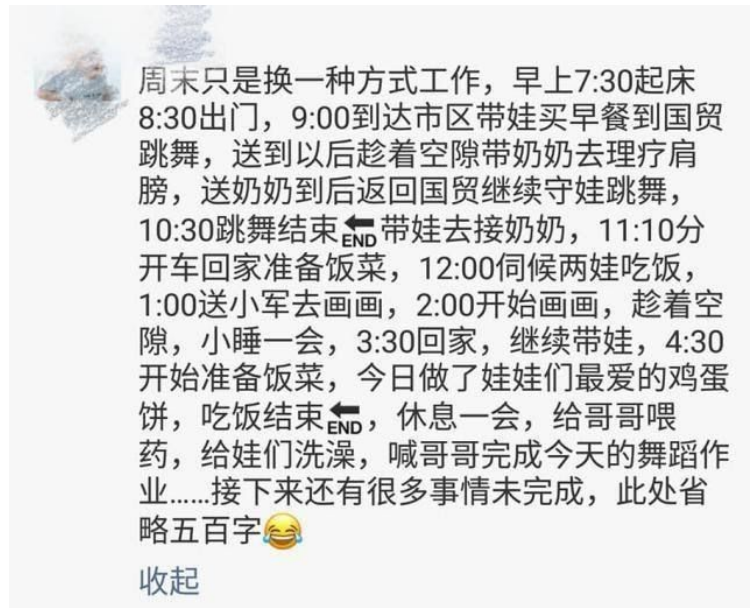 周末只是换一种方式工作，早上7:30起床
8:30出门，9:00到达市区带娃买早餐到国贸
跳舞，送到以后趁着空隙带奶奶去理疗肩
膀，送奶奶到后返回国贸继续守娃跳舞，
10:30跳舞结束🔚带娃去接奶奶，11:10分
开车回家准备饭菜，12:00伺候两娃吃饭，
1:00送小军去画画，2:00开始画画，趁着空
隙，小睡一会，3:30回家，继续带娃，4:30
开始准备饭菜，今日做了娃娃们最爱的鸡蛋
饼，吃饭结束🔚，休息一会，给哥哥喂
药，给娃们洗澡，喊哥哥完成今天的舞蹈作
业……接下来还有很多事情未完成，此处省
略五百字😂
收起